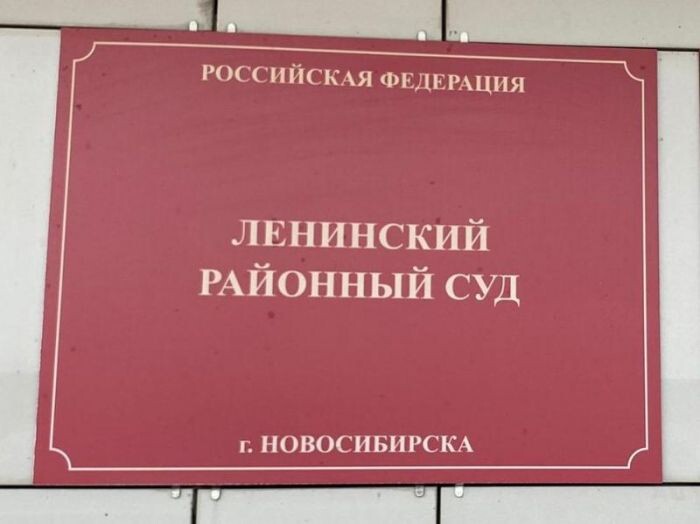 РОССИЙСКАЯ ФЕДЕРАЦИЯ
ЛЕНИНСКИЙ
РАЙОННЫЙ СУД
г. НОВОСИБИРСКА